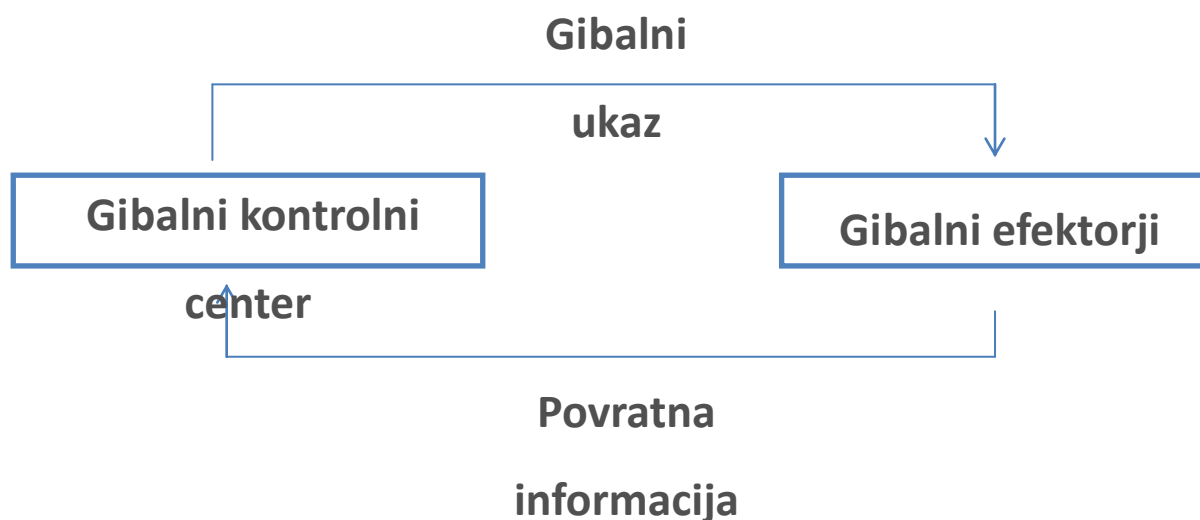 Gibalni
ukaz
Gibalni kontrolni
center
Gibalni efektorji
Povratna
informacija